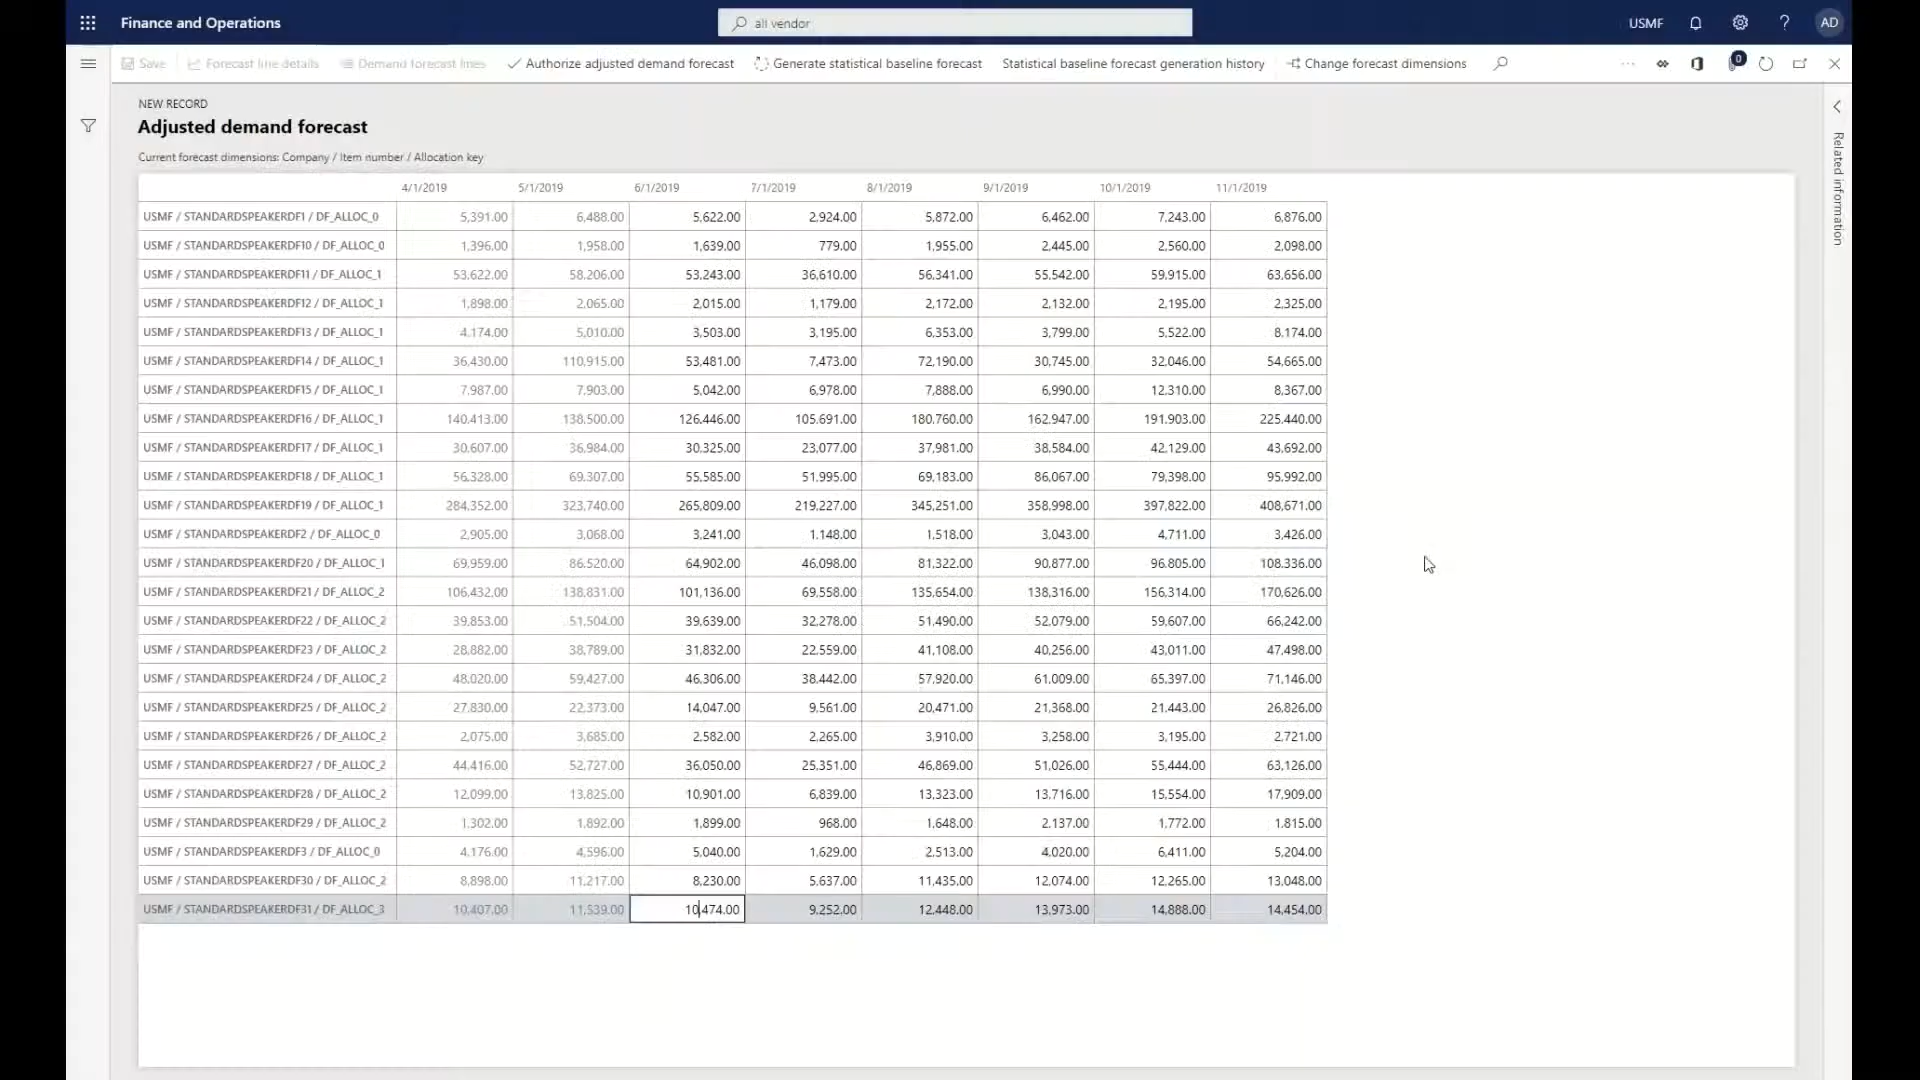 Finance and Operations
all vendor
USMF
AD
Save
Forecast line details
Demand forecast lines
Authorize adjusted demand forecast
Generate statistical baseline forecast
Statistical baseline forecast generation history
Change forecast dimensions
0
NEW RECORD
Adjusted demand forecast
Current forecast dimensions: Company / Item number / Allocation key
Related information
4/1/2019 5/1/2019 6/1/2019 7/1/2019 8/1/2019 9/1/2019 10/1/2019 11/1/2019
USMF / STANDARDSPEAKERDF1 / DF_ALLOC_0 5,391.00 6,488.00 5,622.00 2,924.00 5,872.00 6,462.00 7,243.00 6,876.00
USMF / STANDARDSPEAKERDF10 / DF_ALLOC_0 1,396.00 1,958.00 1,639.00 779.00 1,955.00 2,445.00 2,560.00 2,098.00
USMF / STANDARDSPEAKERDF11 / DF_ALLOC_1 53,622.00 58,206.00 53,243.00 36,610.00 56,341.00 55,542.00 59,915.00 63,656.00
USMF / STANDARDSPEAKERDF12 / DF_ALLOC_1 1,898.00 2,065.00 2,015.00 1,179.00 2,172.00 2,132.00 2,195.00 2,325.00
USMF / STANDARDSPEAKERDF13 / DF_ALLOC_1 4,174.00 5,010.00 3,503.00 3,195.00 6,353.00 3,799.00 5,522.00 8,174.00
USMF / STANDARDSPEAKERDF14 / DF_ALLOC_1 36,430.00 110,915.00 53,481.00 7,473.00 72,190.00 30,745.00 32,046.00 54,665.00
USMF / STANDARDSPEAKERDF15 / DF_ALLOC_1 7,987.00 7,903.00 5,042.00 6,978.00 7,888.00 6,990.00 12,310.00 8,367.00
USMF / STANDARDSPEAKERDF16 / DF_ALLOC_1 140,413.00 138,500.00 126,446.00 105,691.00 180,760.00 162,947.00 191,903.00 225,440.00
USMF / STANDARDSPEAKERDF17 / DF_ALLOC_1 30,607.00 36,984.00 30,325.00 23,077.00 37,981.00 38,584.00 42,129.00 43,692.00
USMF / STANDARDSPEAKERDF18 / DF_ALLOC_1 56,328.00 69,307.00 55,585.00 51,995.00 69,183.00 86,067.00 79,398.00 95,992.00
USMF / STANDARDSPEAKERDF19 / DF_ALLOC_1 284,352.00 323,740.00 265,809.00 219,227.00 345,251.00 358,998.00 397,822.00 408,671.00
USMF / STANDARDSPEAKERDF2 / DF_ALLOC_0 2,905.00 3,068.00 3,241.00 1,148.00 1,518.00 3,043.00 4,711.00 3,426.00
USMF / STANDARDSPEAKERDF20 / DF_ALLOC_1 69,959.00 86,520.00 64,902.00 46,098.00 81,322.00 90,877.00 96,805.00 108,336.00
USMF / STANDARDSPEAKERDF21 / DF_ALLOC_2 106,432.00 138,831.00 101,136.00 69,558.00 135,654.00 138,316.00 156,314.00 170,626.00
USMF / STANDARDSPEAKERDF22 / DF_ALLOC_2 39,853.00 51,504.00 39,639.00 32,278.00 51,490.00 52,079.00 59,607.00 66,242.00
USMF / STANDARDSPEAKERDF23 / DF_ALLOC_2 28,882.00 38,789.00 31,832.00 22,559.00 41,108.00 40,256.00 43,011.00 47,498.00
USMF / STANDARDSPEAKERDF24 / DF_ALLOC_2 48,020.00 59,427.00 46,306.00 38,442.00 57,920.00 61,009.00 65,397.00 71,146.00
USMF / STANDARDSPEAKERDF25 / DF_ALLOC_2 27,830.00 22,373.00 14,047.00 9,561.00 20,471.00 21,368.00 21,443.00 26,826.00
USMF / STANDARDSPEAKERDF26 / DF_ALLOC_2 2,075.00 3,685.00 2,582.00 2,265.00 3,910.00 3,258.00 3,195.00 2,721.00
USMF / STANDARDSPEAKERDF27 / DF_ALLOC_2 44,416.00 52,727.00 36,050.00 25,351.00 46,869.00 51,026.00 55,444.00 63,126.00
USMF / STANDARDSPEAKERDF28 / DF_ALLOC_2 12,099.00 13,825.00 10,901.00 6,839.00 13,323.00 13,716.00 15,554.00 17,909.00
USMF / STANDARDSPEAKERDF29 / DF_ALLOC_2 1,302.00 1,892.00 1,899.00 968.00 1,648.00 2,137.00 1,772.00 1,815.00
USMF / STANDARDSPEAKERDF3 / DF_ALLOC_0 4,176.00 4,596.00 5,040.00 1,629.00 2,513.00 4,020.00 6,411.00 5,204.00
USMF / STANDARDSPEAKERDF30 / DF_ALLOC_2 8,898.00 11,217.00 8,230.00 5,637.00 11,435.00 12,074.00 12,265.00 13,048.00
USMF / STANDARDSPEAKERDF31 / DF_ALLOC_3 10,407.00 11,539.00 10,474.00 9,252.00 12,448.00 13,973.00 14,888.00 14,454.00